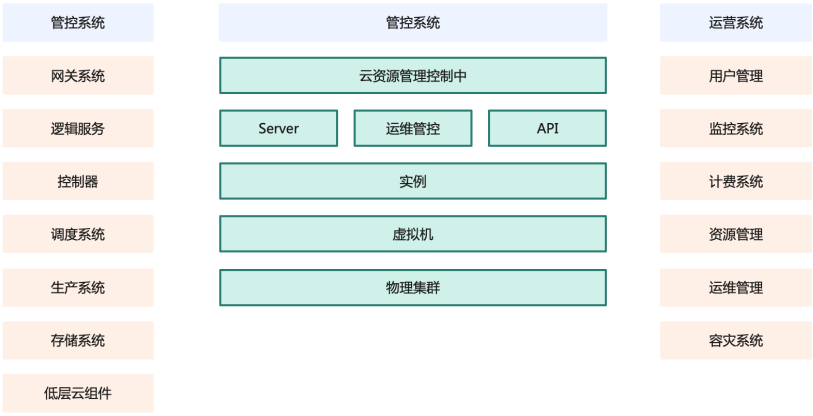 管控系统
管控系统
运营系统
网关系统
云资源管理控制中
用户管理
逻辑服务
Server
运维管控
API
监控系统
控制器
实例
计费系统
调度系统
虚拟机
资源管理
生产系统
物理集群
运维管理
存储系统
容灾系统
低层云组件